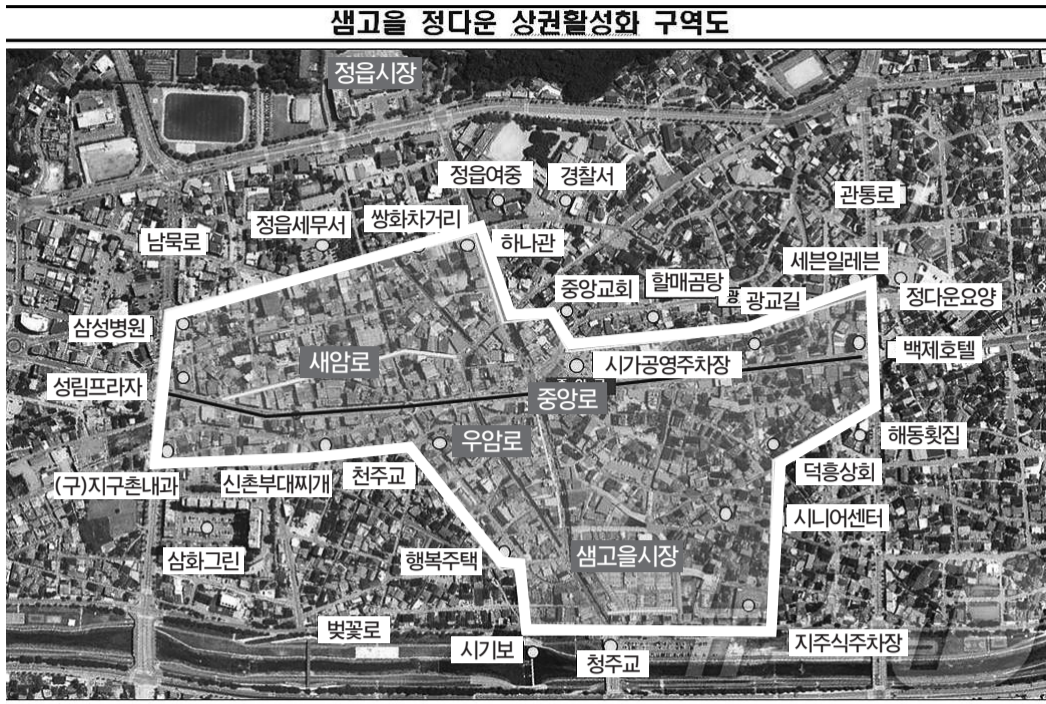 샘고을 정다운 상권활성화 구역도
정읍시장
정읍여중
경찰서
관통로
정읍세무서
쌍화차거리
남묵로
하나관
세븐일레븐
중앙교회
할매곰탕
광교길
정다운요양
삼성병원
백제호텔
새암로
시가공영주차장
성림프라자
중앙로
우암로
해동횟집
(구)지구촌내과
신촌부대찌개
천주교
덕흥상회
시니어센터
삼화그린
행복주택
샘고을시장
벚꽃로
시기보
청주교
지주식주차장